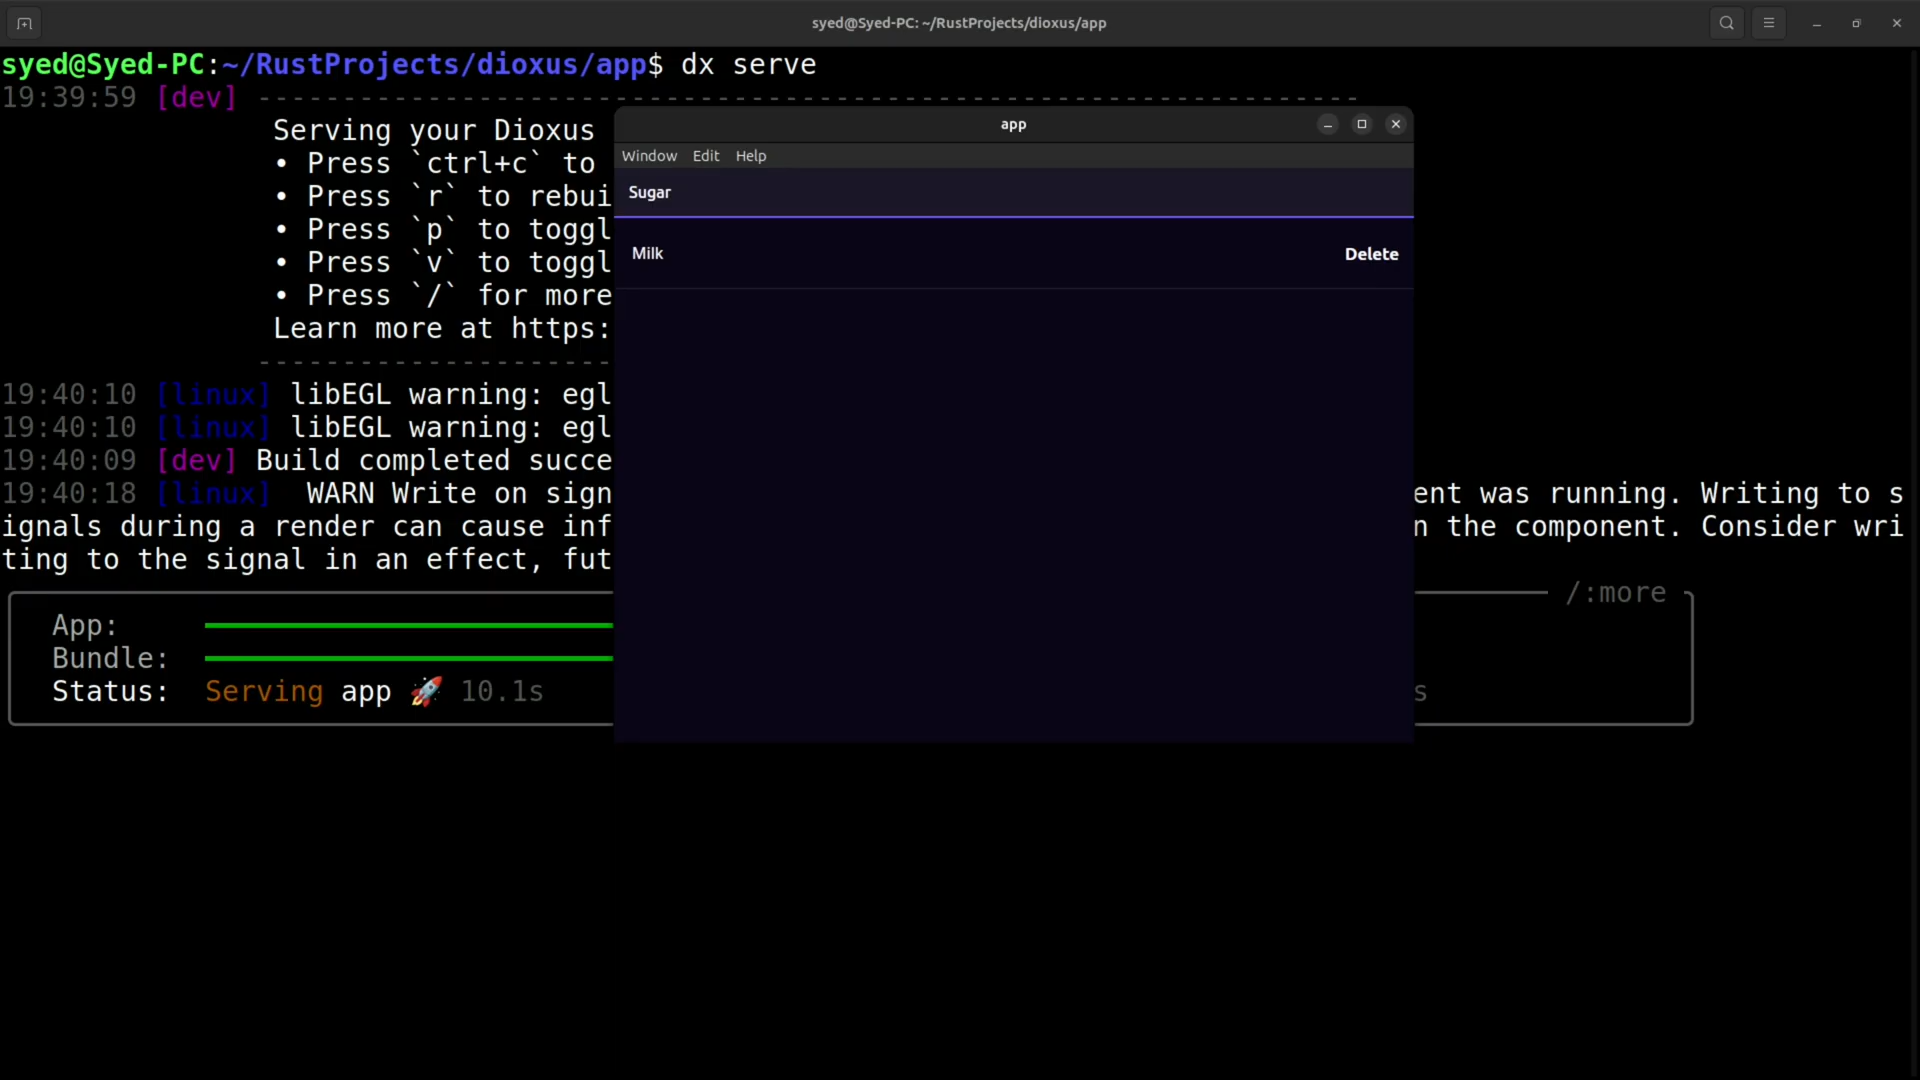 syed@Syed-PC: ~/RustProjects/dioxus/app
syed@Syed-PC:~/RustProjects/dioxus/app$ dx serve
19:39:59 [dev] -----------------------------------------------------------------
Serving your Dioxus
• Press `ctrl+c` to
• Press `r` to rebui
• Press `p` to toggl
• Press `v` to toggl
• Press `/` for more
Learn more at https:
---------------------
19:40:10 [linux] libEGL warning: egl
19:40:10 [linux] libEGL warning: egl
19:40:09 [dev] Build completed succe
19:40:18 [linux]  WARN Write on sign
ent was running. Writing to s
ignals during a render can cause inf
n the component. Consider wri
ting to the signal in an effect, fut
/:more
App:
Bundle:
Status: Serving app 🚀 10.1s
s
app
Window Edit Help
Sugar
Milk Delete